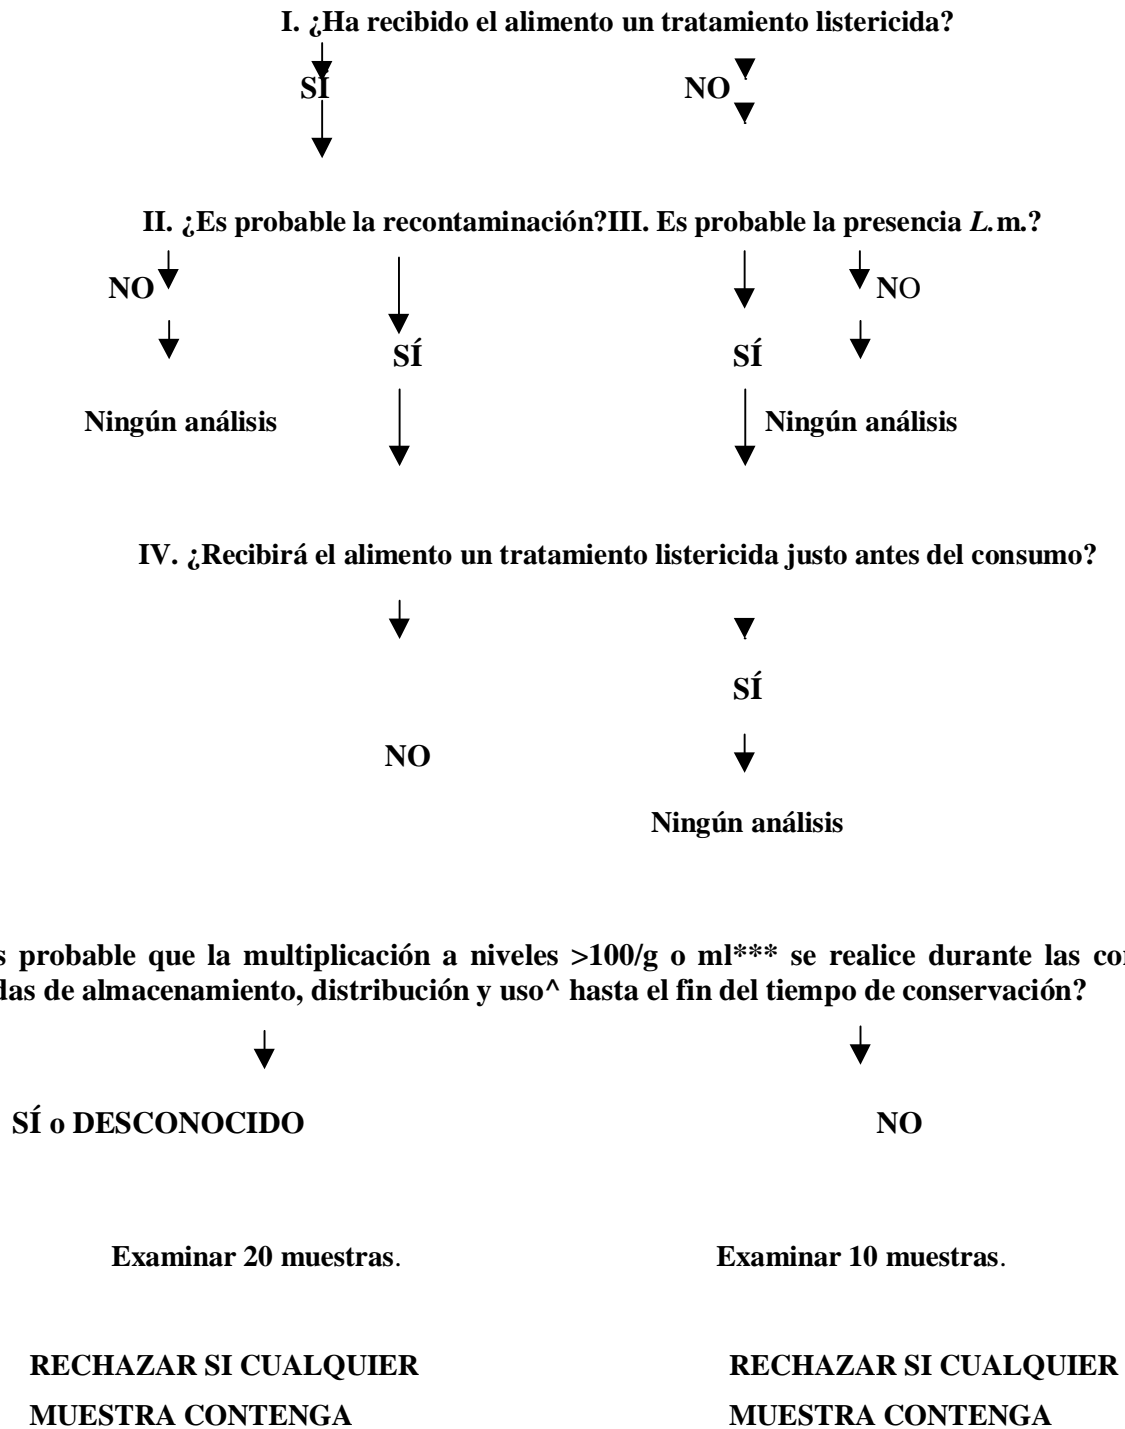 I. ¿Ha recibido el alimento un tratamiento listericida?
SÍ NO
II. ¿Es probable la recontaminación?III. Es probable la presencia L.m.?
NO NO
SÍ SÍ
Ningún análisis Ningún análisis
IV. ¿Recibirá el alimento un tratamiento listericida justo antes del consumo?
SÍ
NO
Ningún análisis
probable que la multiplicación a niveles >100/g o ml*** se realice durante las
de almacenamiento, distribución y uso^ hasta el fin del tiempo de conservación?
SÍ o DESCONOCIDO NO
Examinar 20 muestras. Examinar 10 muestras.
RECHAZAR SI CUALQUIER RECHAZAR SI CUALQUIER
MUESTRA CONTENGA MUESTRA CONTENGA